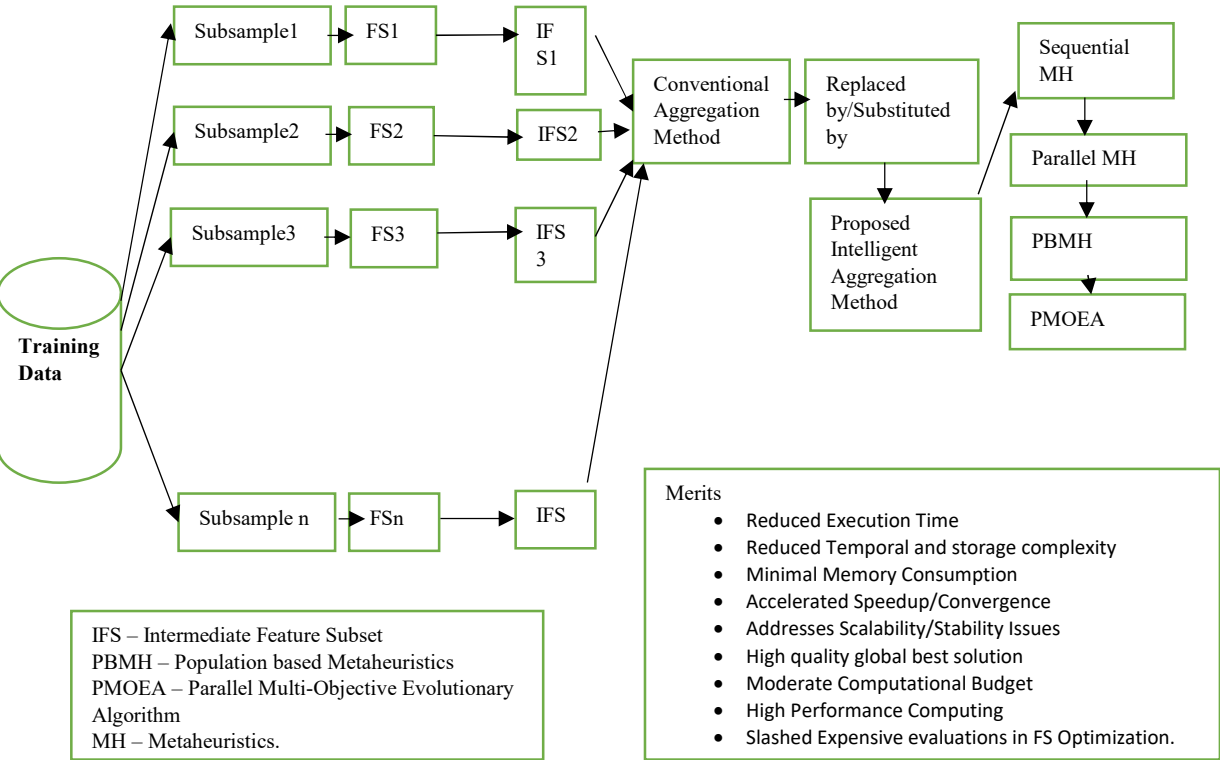 Subsample1
FS1
IF
S1
Subsample2
FS2
IFS2
Subsample3
FS3
IFS
3
Training
Data
Subsample n
FSn
IFS
Conventional
Aggregation
Method
Replaced
by/Substituted
by
Proposed
Intelligent
Aggregation
Method
Sequential
MH
Parallel MH
PBMH
PMOEA
IFS – Intermediate Feature Subset
PBMH – Population based Metaheuristics
PMOEA – Parallel Multi-Objective Evolutionary
Algorithm
MH – Metaheuristics.
Merits
• Reduced Execution Time
• Reduced Temporal and storage complexity
• Minimal Memory Consumption
• Accelerated Speedup/Convergence
• Addresses Scalability/Stability Issues
• High quality global best solution
• Moderate Computational Budget
• High Performance Computing
• Slashed Expensive evaluations in FS Optimization.